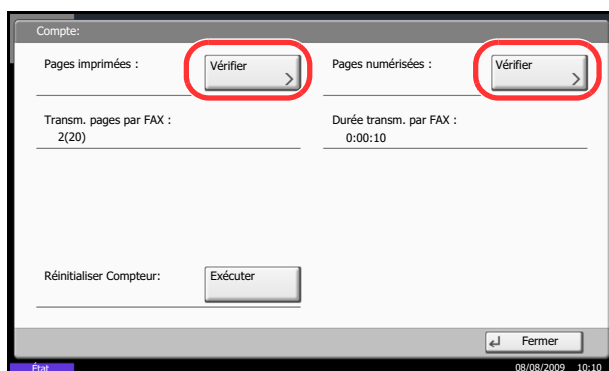 Compte:
Pages imprimées : Vérifier Pages numérisées : Vérifier
Transm. pages par FAX : Durée transm. par FAX :
2(20) 0:00:10
Réinitialiser Compteur: Exécuter
Fermer
État 08/08/2009 10:10